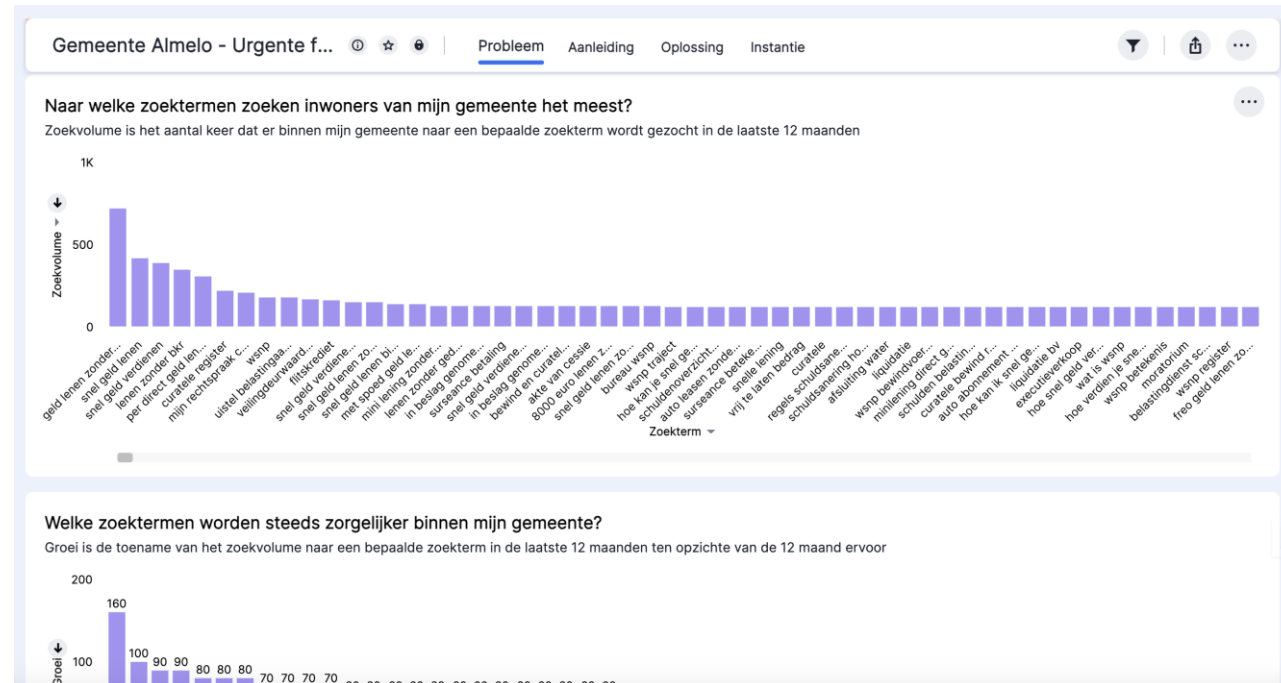 Gemeente Almelo - Urgente f...
Probleem
Aanleiding
Oplossing
Instantie
Naar welke zoektermen zoeken inwoners van mijn gemeente het meest?
Zoekvolume is het aantal keer dat er binnen mijn gemeente naar een bepaalde zoekterm wordt gezocht in de laatste 12 maanden
1K
500
0
Zoekvolume
geld lenen zonder...
snel geld lenen
snel geld verdienen
lenen zonder bkr
per direct geld len...
curatele register
mijn rechtspraak c...
wsnp
uistel belastingaa...
veilingdeurwaard...
flitskrediet
snel geld verdiene...
snel geld lenen zo...
snel geld lenen bl...
met spoed geld le...
mini lening zonder...
lenen zonder ged...
in beslag genome...
surseance betaling
snel geld verdiene...
in beslag genome...
bewind en curatel...
akte van cessie
8000 euro lenen z...
snel geld lenen zo...
bureau wsnp
wsnp traject
hoe kan je snel ge...
schuldenoverzicht...
auto leasen zonde...
surseance beteke...
snelle lening
vrij te laten bedrag
curatele
regels schuldsane...
schuldsanering ho...
afsluiting water
liquidatie
wsnp bewindvoer...
minilening direct g...
schulden belastin...
curatele bewind r...
auto abonnement ...
hoe kan ik snel ge...
liquidatie bv
executieverkoop
hoe snel geld ver...
wat is wsnp
hoe verdien je sne...
wsnp betekenis
moratorium
belastingdienst sc...
wsnp register
freo geld lenen zo...
Zoekterm
Welke zoektermen worden steeds zorgelijker binnen mijn gemeente?
Groei is de toename van het zoekvolume naar een bepaalde zoekterm in de laatste 12 maanden ten opzichte van de 12 maand ervoor
200
100
Groei
160
100
90 90
80 80 80
70 70 70 70